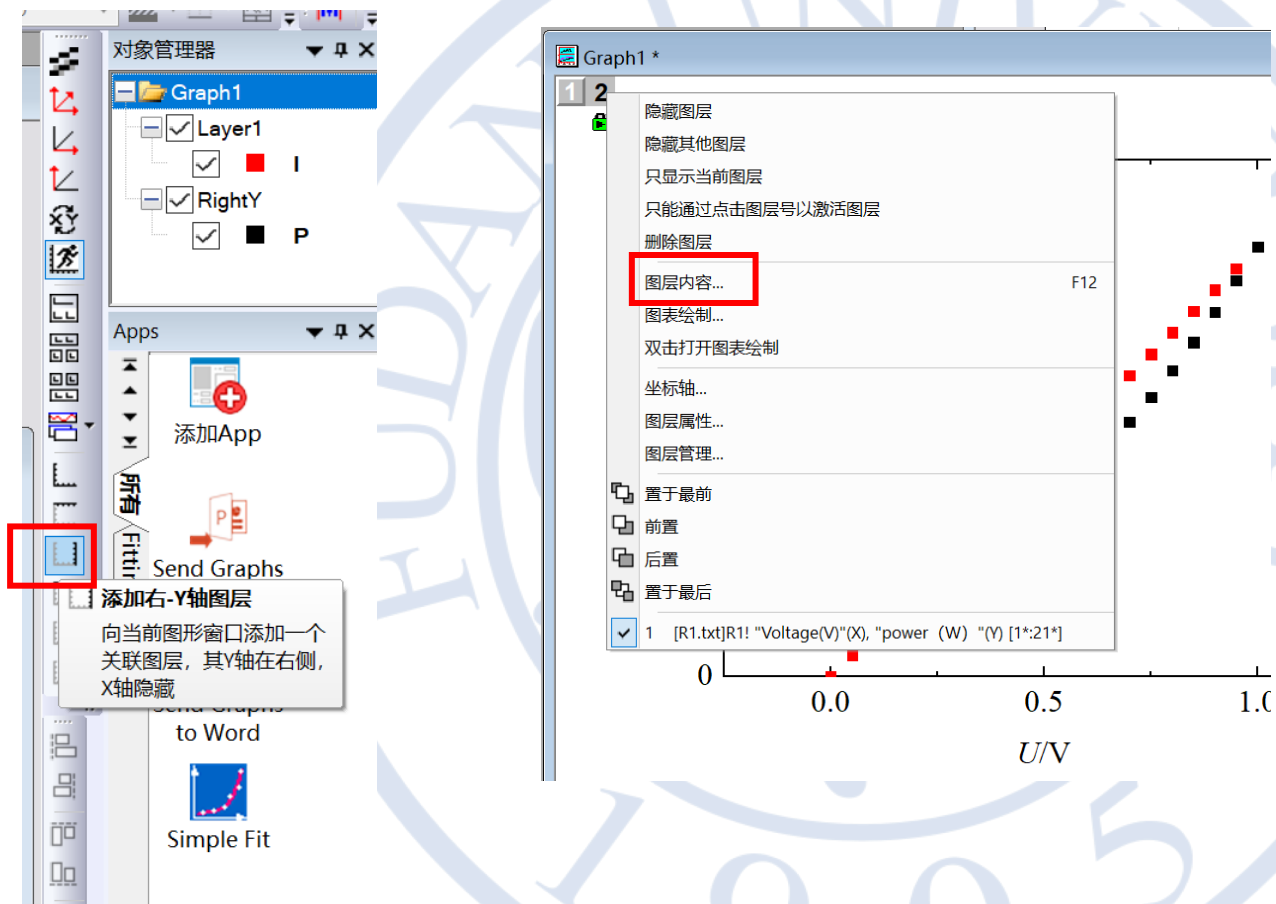 对象管理器
Graph1
Layer1
I
RightY
P
Apps
添加App
所有
Send Graphs
添加右-Y轴图层
向当前图形窗口添加一个
关联图层，其Y轴在右侧，
X轴隐藏
to Word
Simple Fit
Graph1 *
1 2
隐藏图层
隐藏其他图层
只显示当前图层
只能通过点击图层号以激活图层
删除图层
图层内容... F12
图表绘制...
双击打开图表绘制
坐标轴...
图层属性...
图层管理...
置于最前
前置
后置
置于最后
1 [R1.txt]R1! "Voltage(V)"(X), "power（W）"(Y) [1*:21*]
0
0.0 0.5 1.0
U/V